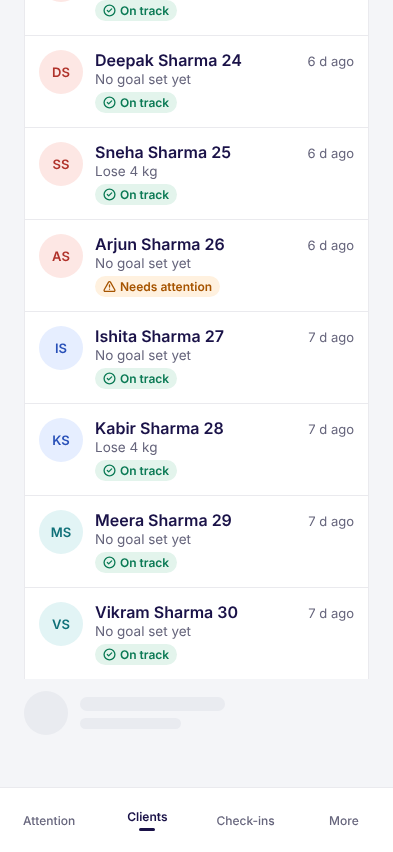 On track
DS
Deepak Sharma 24
6 d ago
No goal set yet
On track
SS
Sneha Sharma 25
6 d ago
Lose 4 kg
On track
AS
Arjun Sharma 26
6 d ago
No goal set yet
Needs attention
IS
Ishita Sharma 27
7 d ago
No goal set yet
On track
KS
Kabir Sharma 28
7 d ago
Lose 4 kg
On track
MS
Meera Sharma 29
7 d ago
No goal set yet
On track
VS
Vikram Sharma 30
7 d ago
No goal set yet
On track
Attention
Clients
Check-ins
More